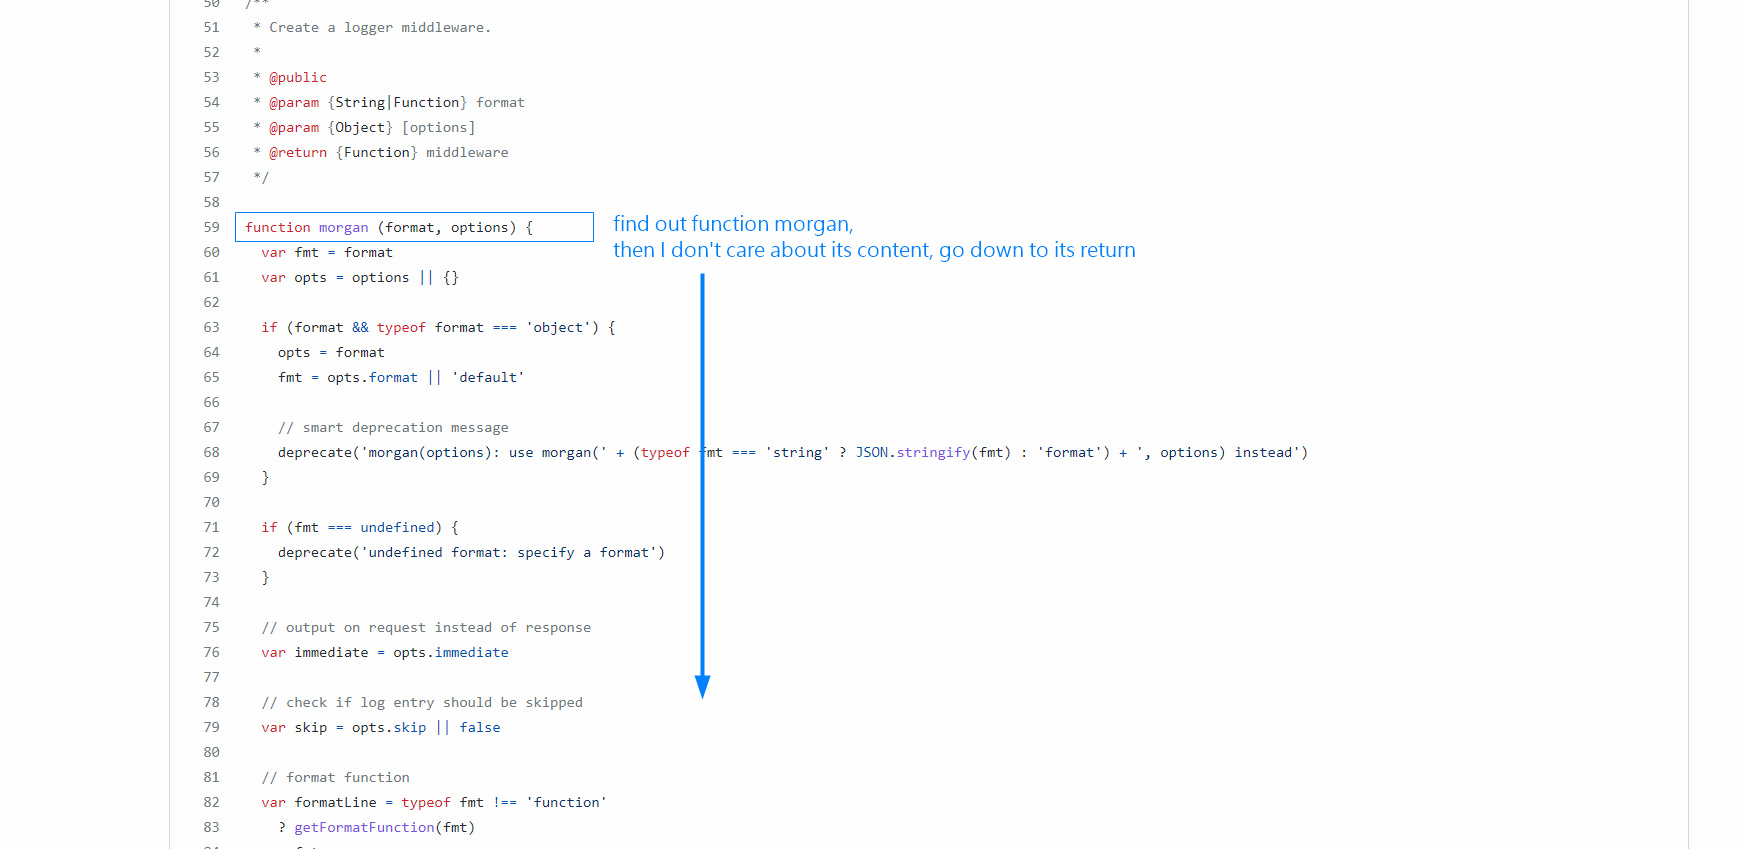 50 /**
51 * Create a logger middleware.
52 *
53 * @public
54 * @param {String|Function} format
55 * @param {Object} [options]
56 * @return {Function} middleware
57 */
58
59 function morgan (format, options) {
find out function morgan,
then I don't care about its content, go down to its return
60 var fmt = format
61 var opts = options || {}
62
63 if (format && typeof format === 'object') {
64 opts = format
65 fmt = opts.format || 'default'
66
67 // smart deprecation message
68 deprecate('morgan(options): use morgan(' + (typeof fmt === 'string' ? JSON.stringify(fmt) : 'format') + ', options) instead')
69 }
70
71 if (fmt === undefined) {
72 deprecate('undefined format: specify a format')
73 }
74
75 // output on request instead of response
76 var immediate = opts.immediate
77
78 // check if log entry should be skipped
79 var skip = opts.skip || false
80
81 // format function
82 var formatLine = typeof fmt !== 'function'
83 ? getFormatFunction(fmt)